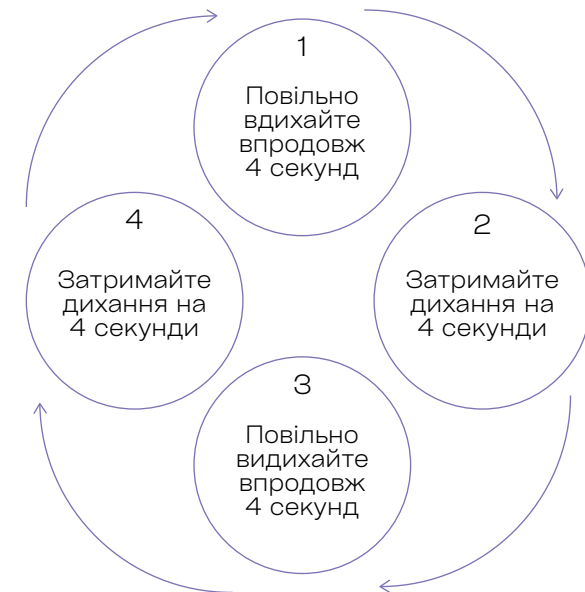 1
Повільно
вдихайте
впродовж
4 секунд
2
Затримайте
дихання на
4 секунди
3
Повільно
видихайте
впродовж
4 секунд
4
Затримайте
дихання на
4 секунди